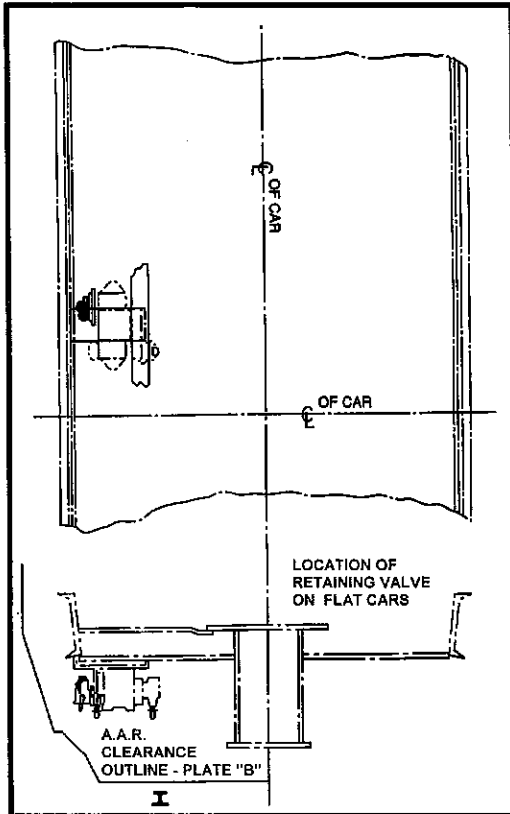 ℄ OF CAR
℄ OF CAR
LOCATION OF
RETAINING VALVE
ON FLAT CARS
A.A.R.
CLEARANCE
OUTLINE - PLATE "B"
I